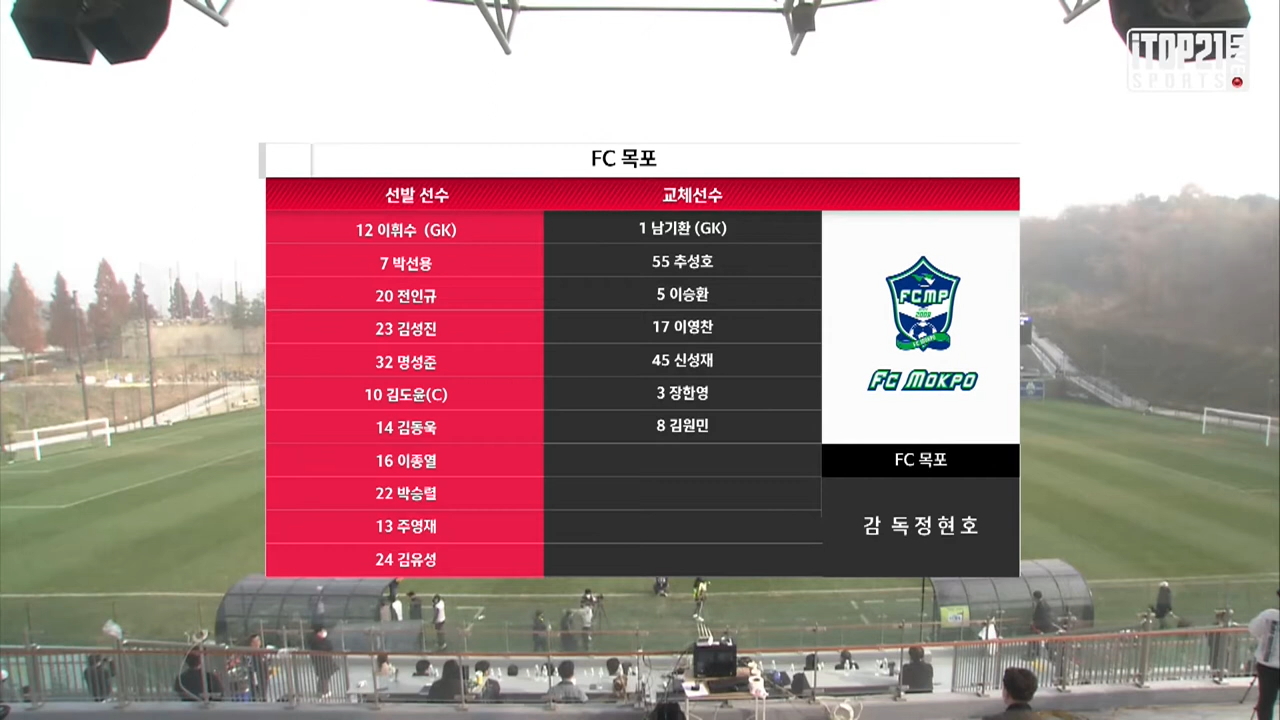 iTOP21 LIVE
SPORTS
FC 목포
선발 선수
교체선수
12 이휘수 (GK)
7 박선용
20 전인규
23 김성진
32 명성준
10 김도윤(C)
14 김동욱
16 이종열
22 박승렬
13 주영재
24 김유성
1 남기환 (GK)
55 추성호
5 이승환
17 이영찬
45 신성재
3 장한영
8 김원민
FCMP
FC MOKPO
FC 목포
감 독 정 현 호